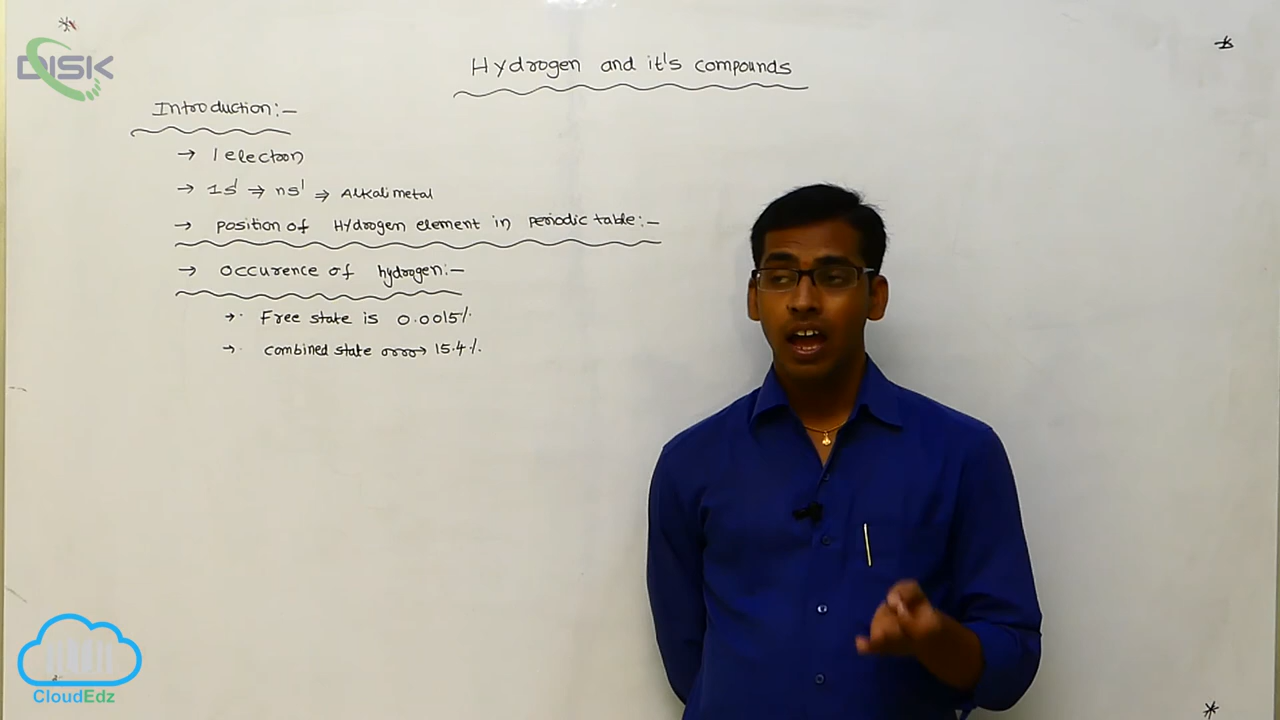 DISK
Hydrogen and it's compounds
Introduction:-
→ 1 electron
→ 1s¹ ⇒ ns¹ ⇒ Alkali metal
→ position of Hydrogen element in periodic table:-
→ occurence of hydrogen:-
→ Free state is 0.0015%
→ combined state → 15.4%
CloudEdz